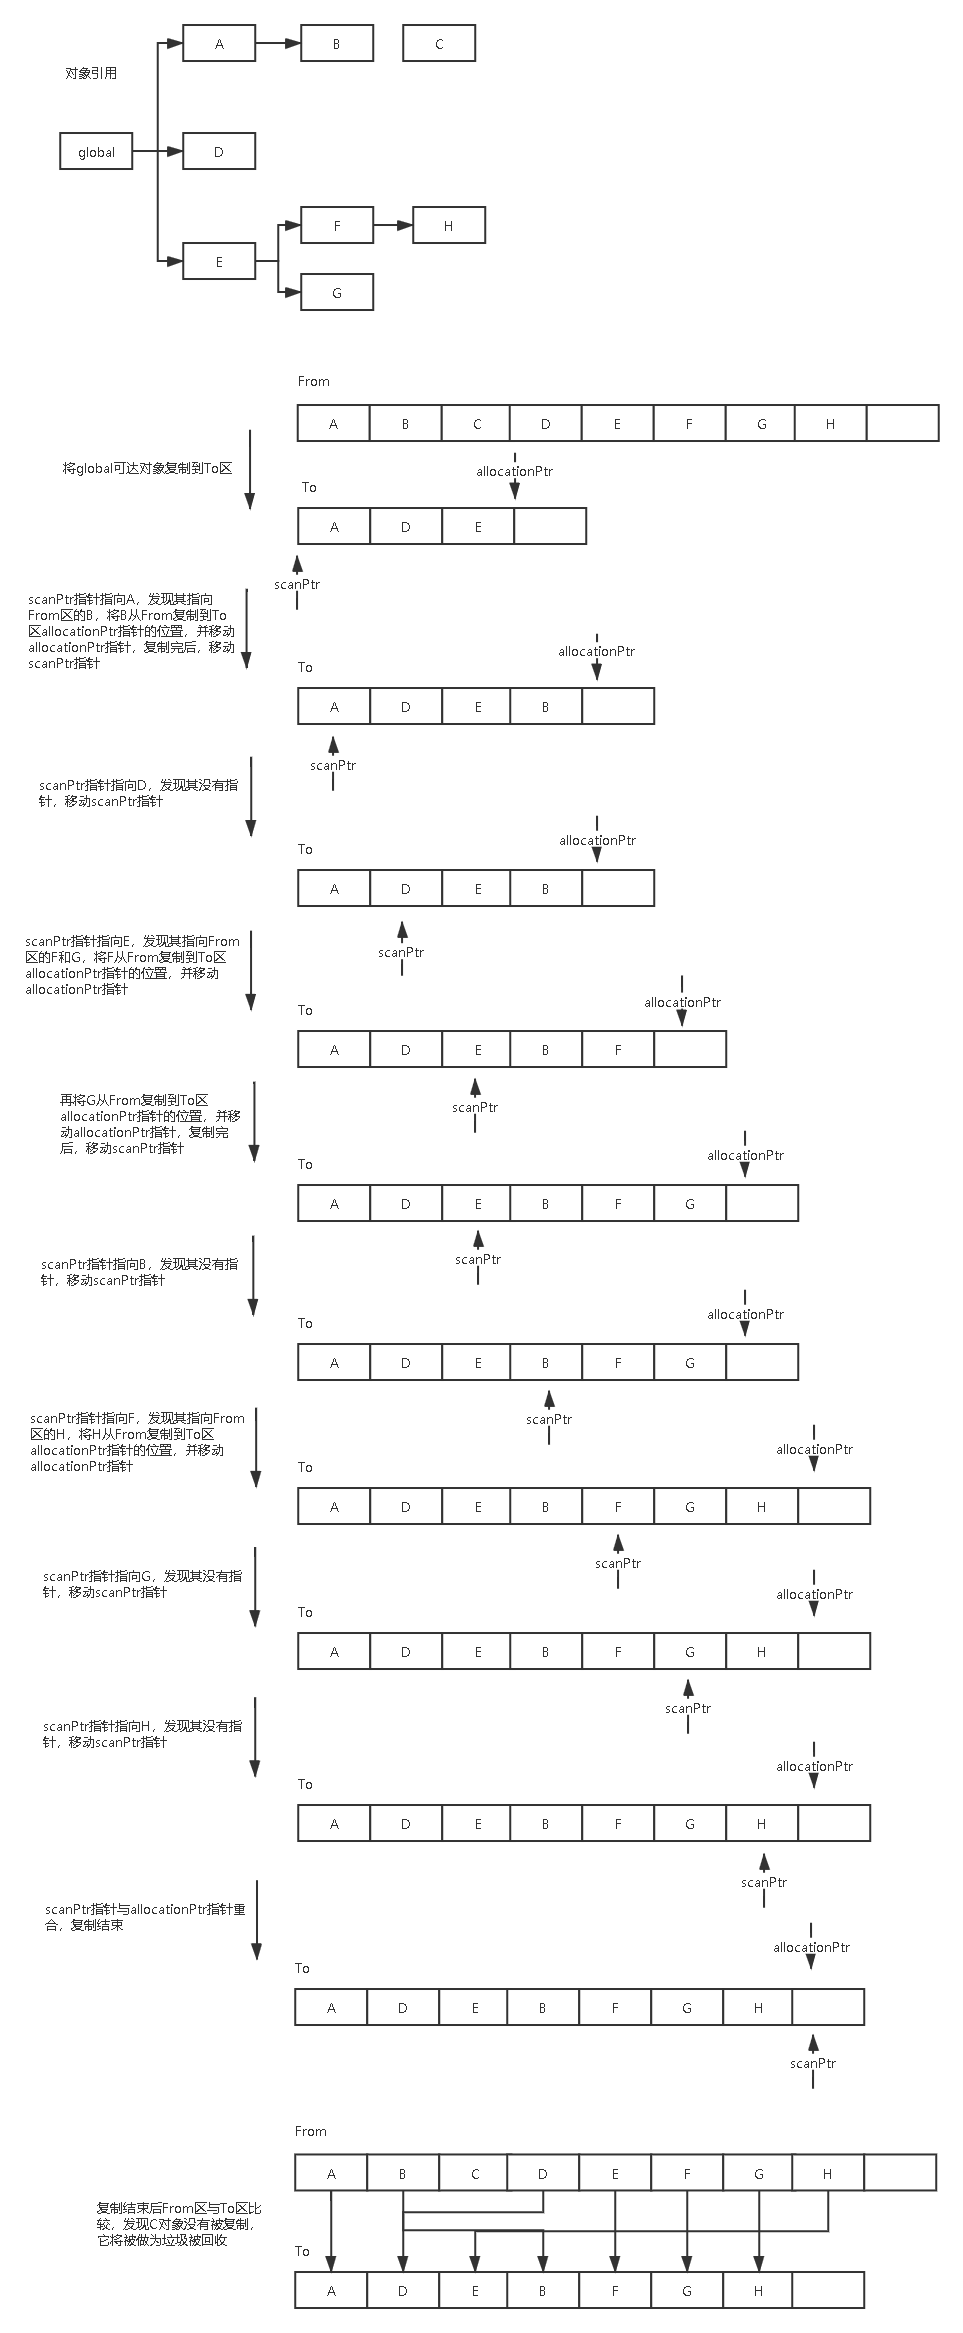 A B C
对象引用
global D
F H
E
G
From
A B C D E F G H
将global可达对象复制到To区
allocationPtr
To
A D E
scanPtr
scanPtr指针指向A，发现其指向
From区的B，将B从From复制到To
区allocationPtr指针的位置，并移动
allocationPtr指针，复制完后，移动
scanPtr指针
allocationPtr
To
A D E B
scanPtr
scanPtr指针指向D，发现其没有指
针，移动scanPtr指针
allocationPtr
To
A D E B
scanPtr
scanPtr指针指向E，发现其指向From
区的F和G，将F从From复制到To区
allocationPtr指针的位置，并移动
allocationPtr指针
allocationPtr
To
A D E B F
scanPtr
再将G从From复制到To区
allocationPtr指针的位置，并移
动allocationPtr指针，复制完
后，移动scanPtr指针
allocationPtr
To
A D E B F G
scanPtr
scanPtr指针指向B，发现其没有指
针，移动scanPtr指针
allocationPtr
To
A D E B F G
scanPtr
scanPtr指针指向F，发现其指向From
区的H，将H从From复制到To区
allocationPtr指针的位置，并移动
allocationPtr指针
allocationPtr
To
A D E B F G H
scanPtr
scanPtr指针指向G，发现其没有指
针，移动scanPtr指针
allocationPtr
To
A D E B F G H
scanPtr
scanPtr指针指向H，发现其没有指
针，移动scanPtr指针
allocationPtr
To
A D E B F G H
scanPtr
scanPtr指针与allocationPtr指针重
合，复制结束
allocationPtr
To
A D E B F G H
scanPtr
From
A B C D E F G H
复制结束后From区与To区比
较，发现C对象没有被复制，
它将被做为垃圾被回收
To
A D E B F G H